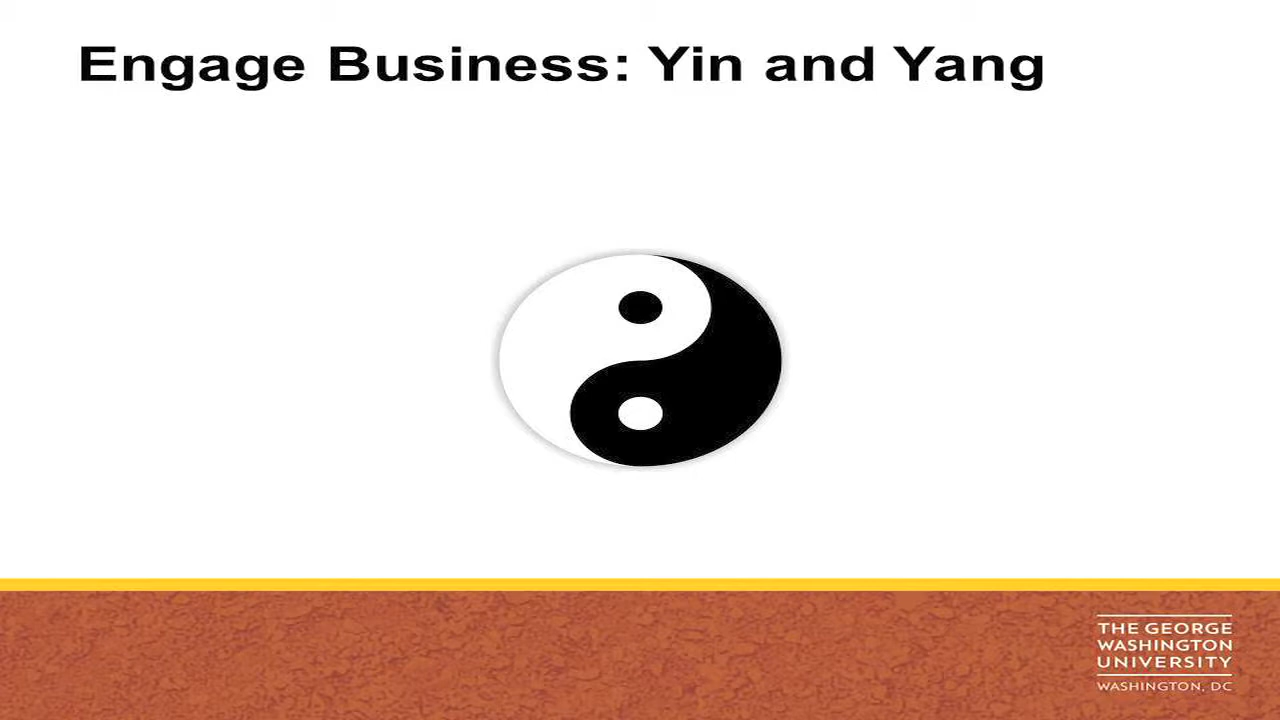 Engage Business: Yin and Yang
THE GEORGE
WASHINGTON
UNIVERSITY
WASHINGTON, DC